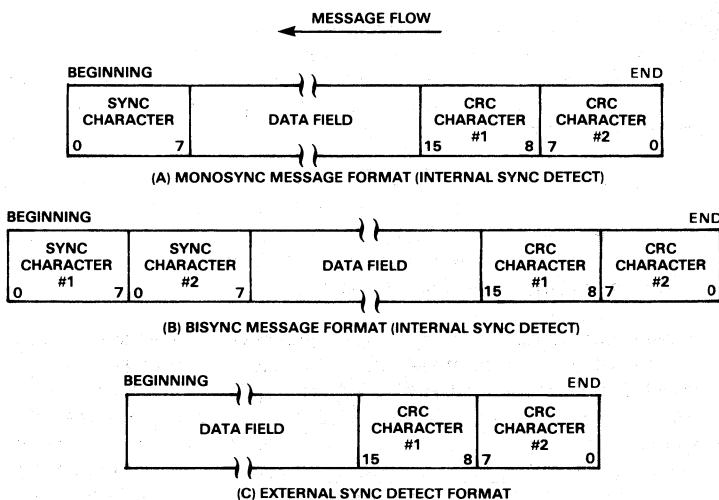 MESSAGE FLOW
BEGINNING END
SYNC CHARACTER 0 7
DATA FIELD
CRC CHARACTER #1 15 8
CRC CHARACTER #2 7 0
(A) MONOSYNC MESSAGE FORMAT (INTERNAL SYNC DETECT)
BEGINNING END
SYNC CHARACTER #1 0 7
SYNC CHARACTER #2 0 7
DATA FIELD
CRC CHARACTER #1 15 8
CRC CHARACTER #2 7 0
(B) BISYNC MESSAGE FORMAT (INTERNAL SYNC DETECT)
BEGINNING END
DATA FIELD
CRC CHARACTER #1 15 8
CRC CHARACTER #2 7 0
(C) EXTERNAL SYNC DETECT FORMAT